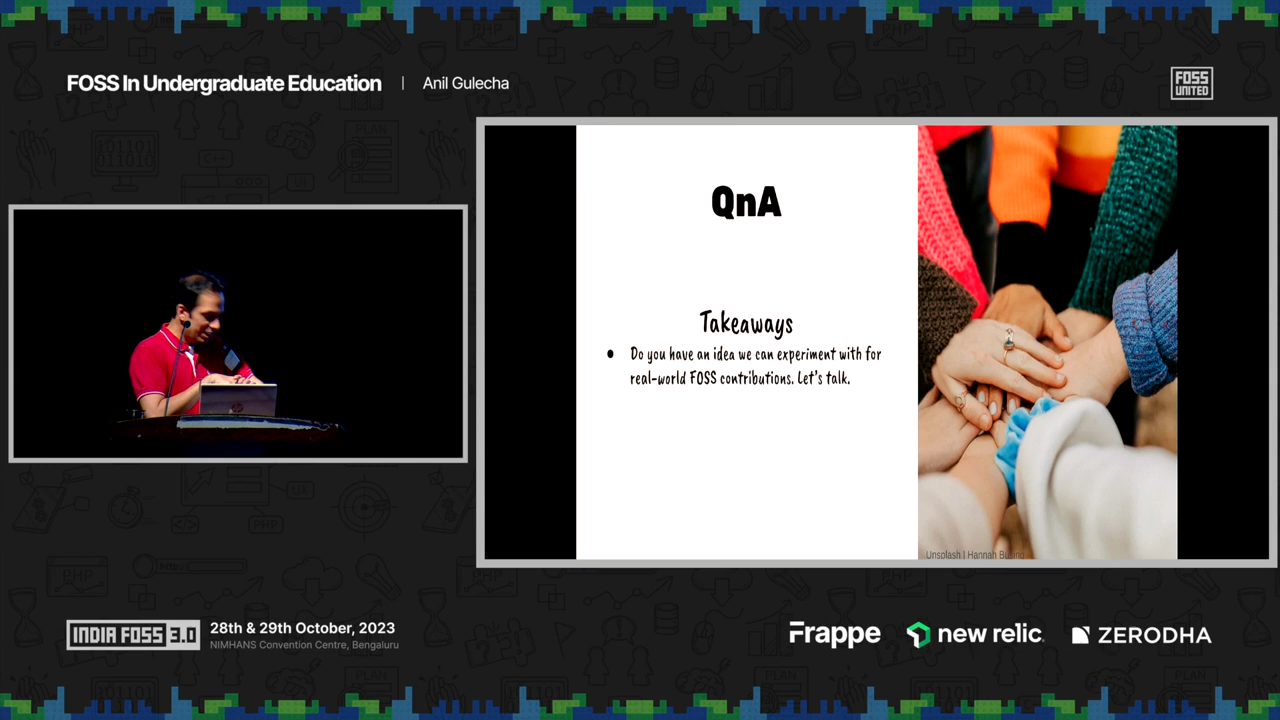 FOSS In Undergraduate Education | Anil Gulecha
FOSS
UNITED
QnA
Takeaways
● Do you have an idea we can experiment with for
real-world FOSS contributions. Let's talk.
Unsplash | Hannah
INDIA FOSS 3.0
28th & 29th October, 2023
NIMHANS Convention Centre, Bengaluru
Frappe
new relic
ZERODHA